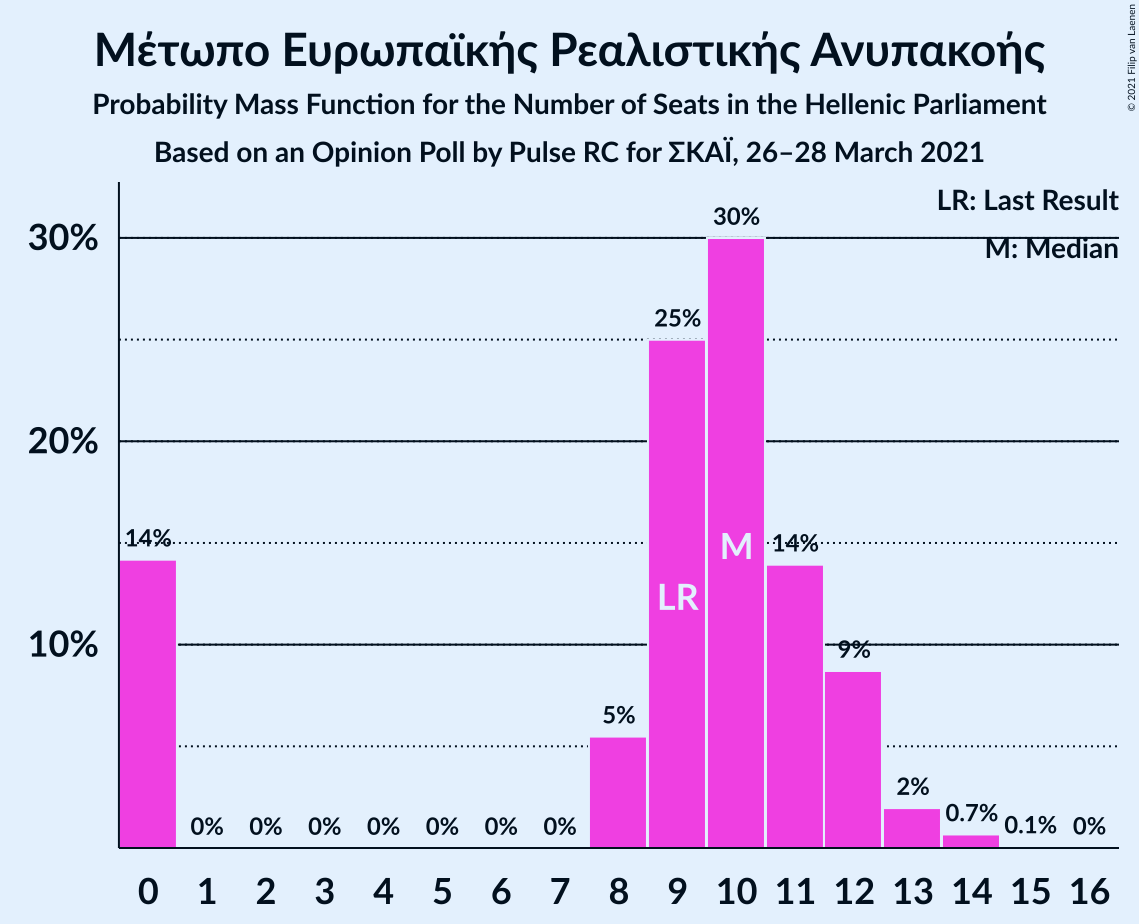 Μέτωπο Ευρωπαϊκής Ρεαλιστικής Ανυπακοής
Probability Mass Function for the Number of Seats in the Hellenic Parliament
Based on an Opinion Poll by Pulse RC for ΣΚΑΪ, 26–28 March 2021
© 2021 Filip van Laenen
LR: Last Result
M: Median
30%
20%
10%
14%
0%
0%
0%
0%
0%
0%
0%
5%
25%
30%
14%
9%
2%
0.7%
0.1%
0%
LR
M
0 1 2 3 4 5 6 7 8 9 10 11 12 13 14 15 16